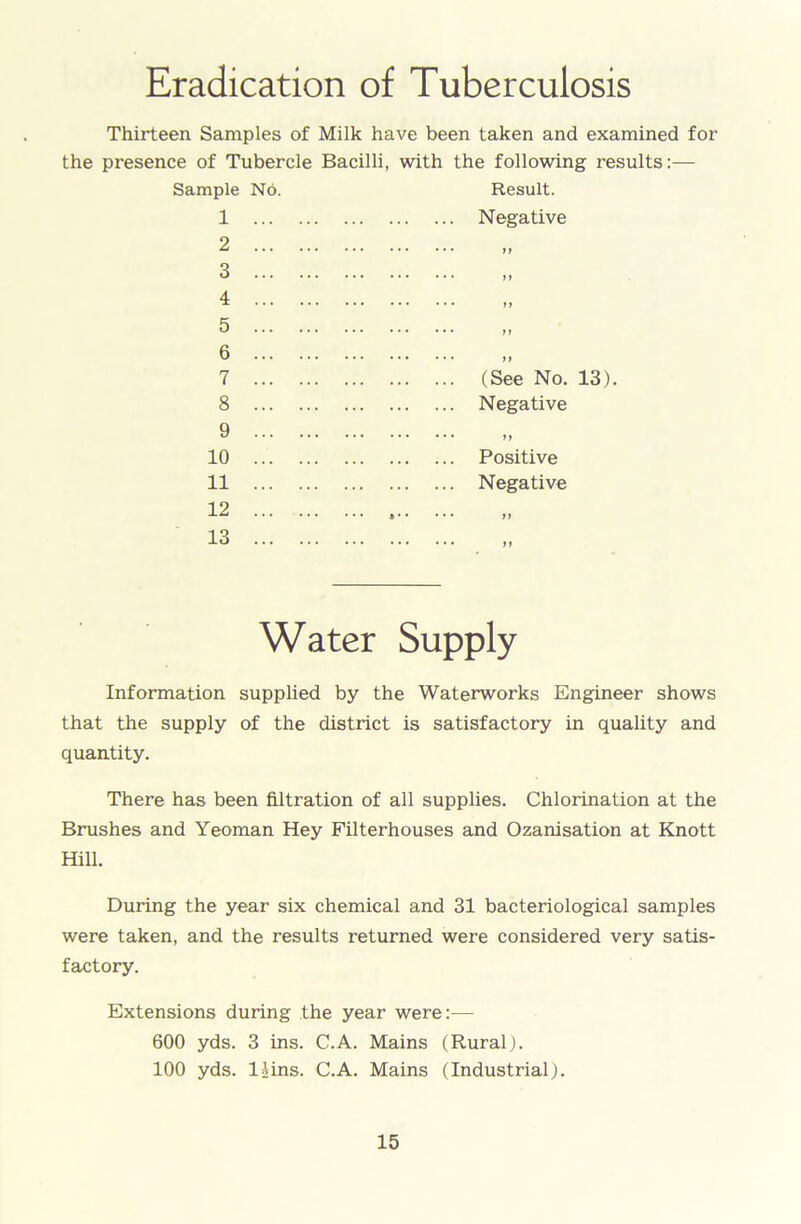 Eradication of Tuberculosis
Thirteen Samples of Milk have been taken and examined for
the presence of Tubercle Bacilli, with the following results:—
Sample No. Result.
1 ... ... ... ... ... Negative
2 ... ... ... ... ... „
3 ... ... ... ... ... „
4 ... ... ... ... ... „
5 ... ... ... ... ... „
6 ... ... ... ... ... „
7 ... ... ... ... ... (See No. 13).
8 ... ... ... ... ... Negative
9 ... ... ... ... ... „
10 ... ... ... ... ... Positive
11 ... ... ... ... ... Negative
12 ... ... ... ... ... „
13 ... ... ... ... ... „
Water Supply
Information supplied by the Waterworks Engineer shows
that the supply of the district is satisfactory in quality and
quantity.
There has been filtration of all supplies. Chlorination at the
Brushes and Yeoman Hey Filterhouses and Ozanisation at Knott
Hill.
During the year six chemical and 31 bacteriological samples
were taken, and the results returned were considered very satis-
factory.
Extensions during the year were:—
600 yds. 3 ins. C.A. Mains (Rural).
100 yds. 1½ins. C.A. Mains (Industrial).
15